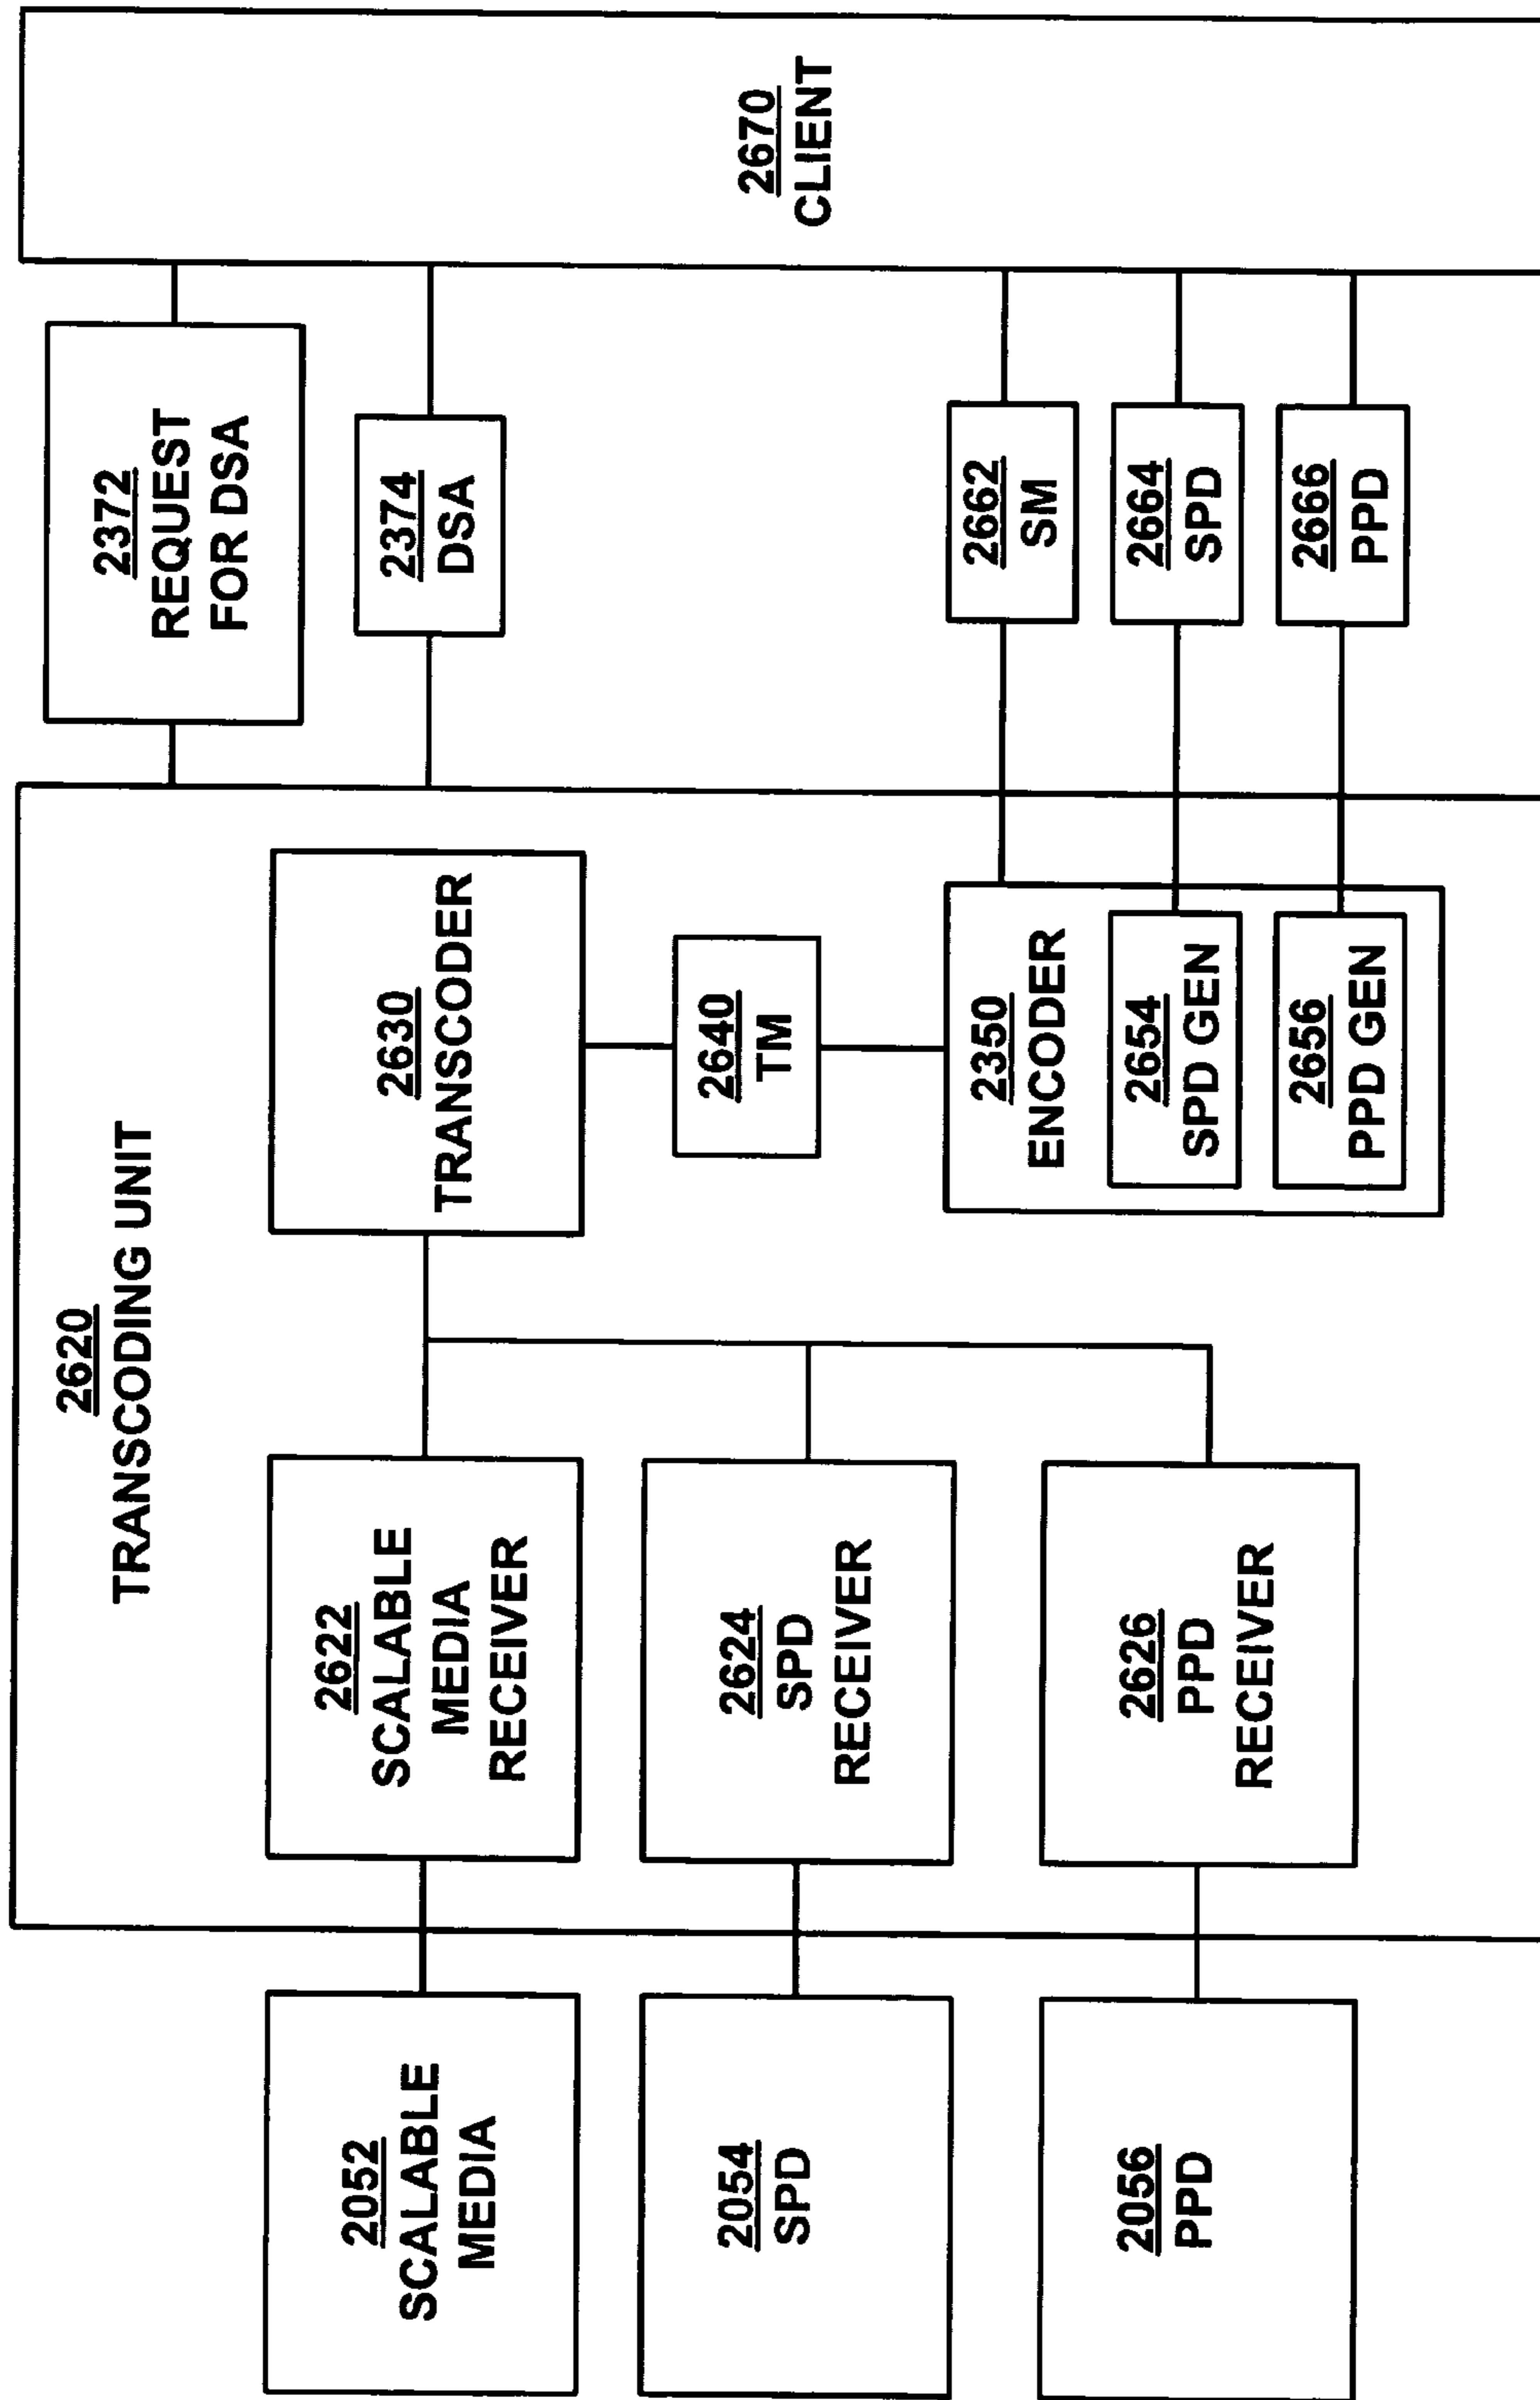 2620
TRANSCODING UNIT
2052
SCALABLE
MEDIA
2622
SCALABLE
MEDIA
RECEIVER
2630
TRANSCODER
2372
REQUEST
FOR DSA
2374
DSA
2670
CLIENT
2054
SPD
2624
SPD
RECEIVER
2640
TM
2056
PPD
2626
PPD
RECEIVER
2350
ENCODER
2654
SPD GEN
2656
PPD GEN
2662
SM
2664
SPD
2666
PPD